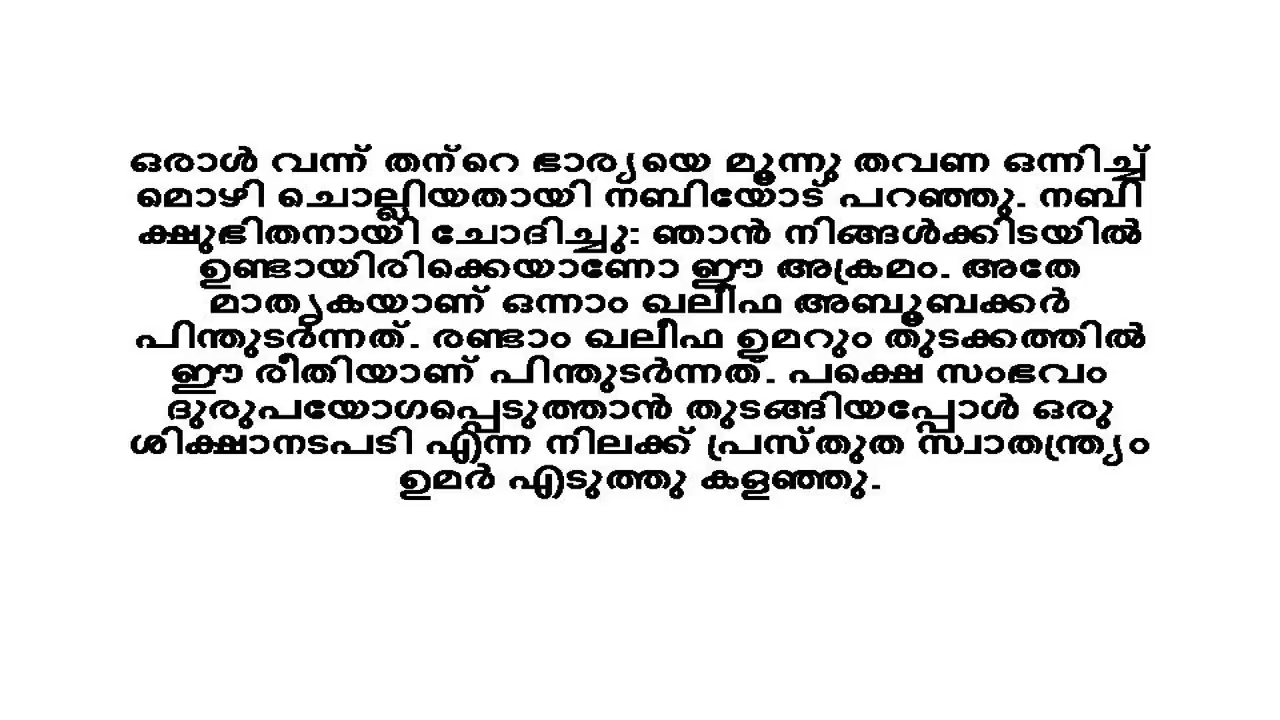 ഒരാൾ വന്ന് തന്റെ ഭാര്യയെ മൂന്നു തവണ ഒന്നിച്ച്
മൊഴി ചൊല്ലിയതായി നബിയോട് പറഞ്ഞു. നബി
ക്ഷുഭിതനായി ചോദിച്ചു: ഞാൻ നിങ്ങൾക്കിടയിൽ
ഉണ്ടായിരിക്കെയാണോ ഈ അക്രമം. അതേ
മാതൃകയാണ് ഒന്നാം ഖലീഫ അബൂബക്കർ
പിന്തുടർന്നത്. രണ്ടാം ഖലീഫ ഉമറും തുടക്കത്തിൽ
ഈ രീതിയാണ് പിന്തുടർന്നത്. പക്ഷെ സംഭവം
ദുരുപയോഗപ്പെടുത്താൻ തുടങ്ങിയപ്പോൾ ഒരു
ശിക്ഷാനടപടി എന്ന നിലക്ക് പ്രസ്തുത സ്വാതന്ത്ര്യം
ഉമർ എടുത്തു കളഞ്ഞു.